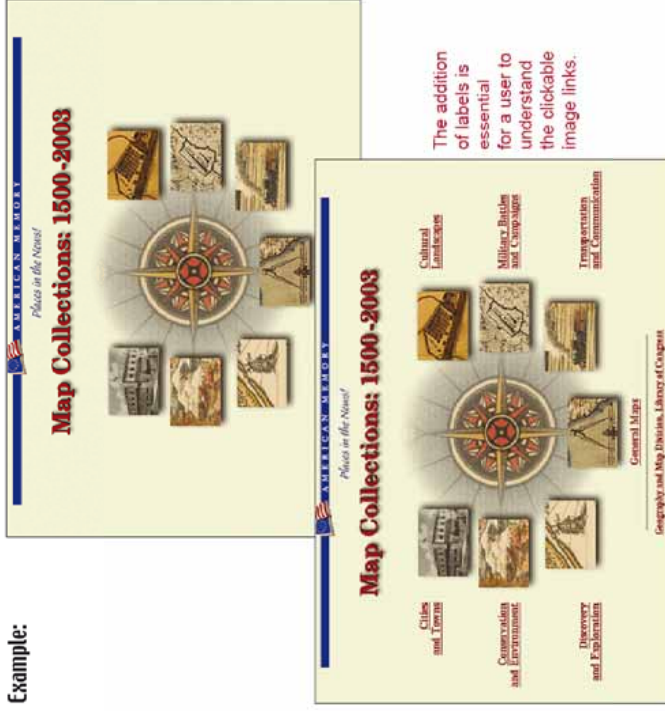 Example:
AMERICAN MEMORY
Places in the News!
Map Collections: 1500-2003
AMERICAN MEMORY
Places in the News!
Map Collections: 1500-2003
Cities
and Towns
Conservation
and Environment
Discovery
and Exploration
General Maps
Cultural
Landscapes
Military Battles
and Campaigns
Transportation
and Communication
Geography and Map Division, Library of Congress
The addition
of labels is
essential
for a user to
understand
the clickable
image links.